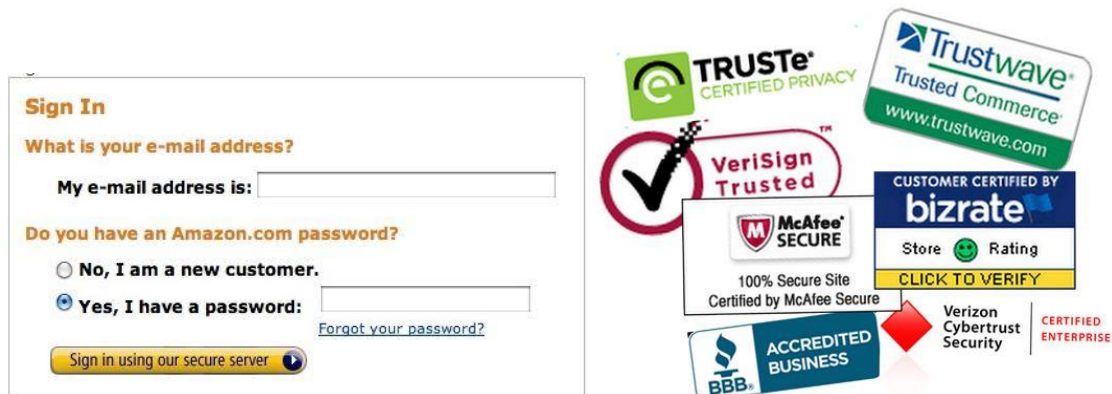 Sign In
What is your e-mail address?
My e-mail address is:
Do you have an Amazon.com password?
No, I am a new customer.
Yes, I have a password:
Forgot your password?
Sign in using our secure server
TRUSTe
CERTIFIED PRIVACY
Trustwave
Trusted Commerce
www.trustwave.com
VeriSign
Trusted
TM
McAfee
SECURE
100% Secure Site
Certified by McAfee Secure
CUSTOMER CERTIFIED BY
bizrate
Store Rating
CLICK TO VERIFY
BBB
ACCREDITED
BUSINESS
Verizon
Cybertrust
Security
CERTIFIED
ENTERPRISE